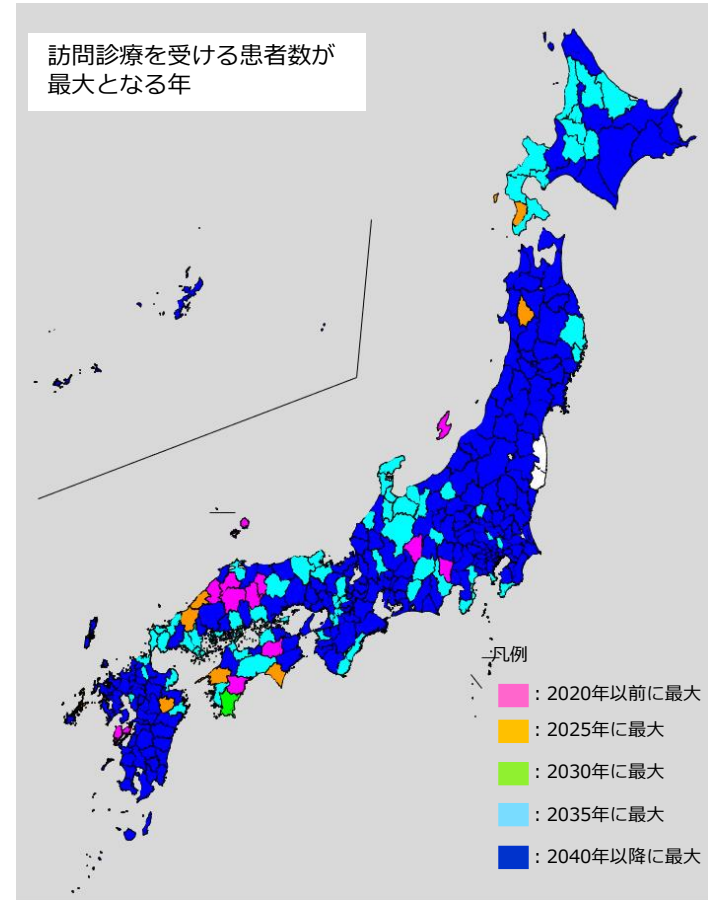 訪問診療を受ける患者数が
最大となる年
凡例
：2020年以前に最大
：2025年に最大
：2030年に最大
：2035年に最大
：2040年以降に最大